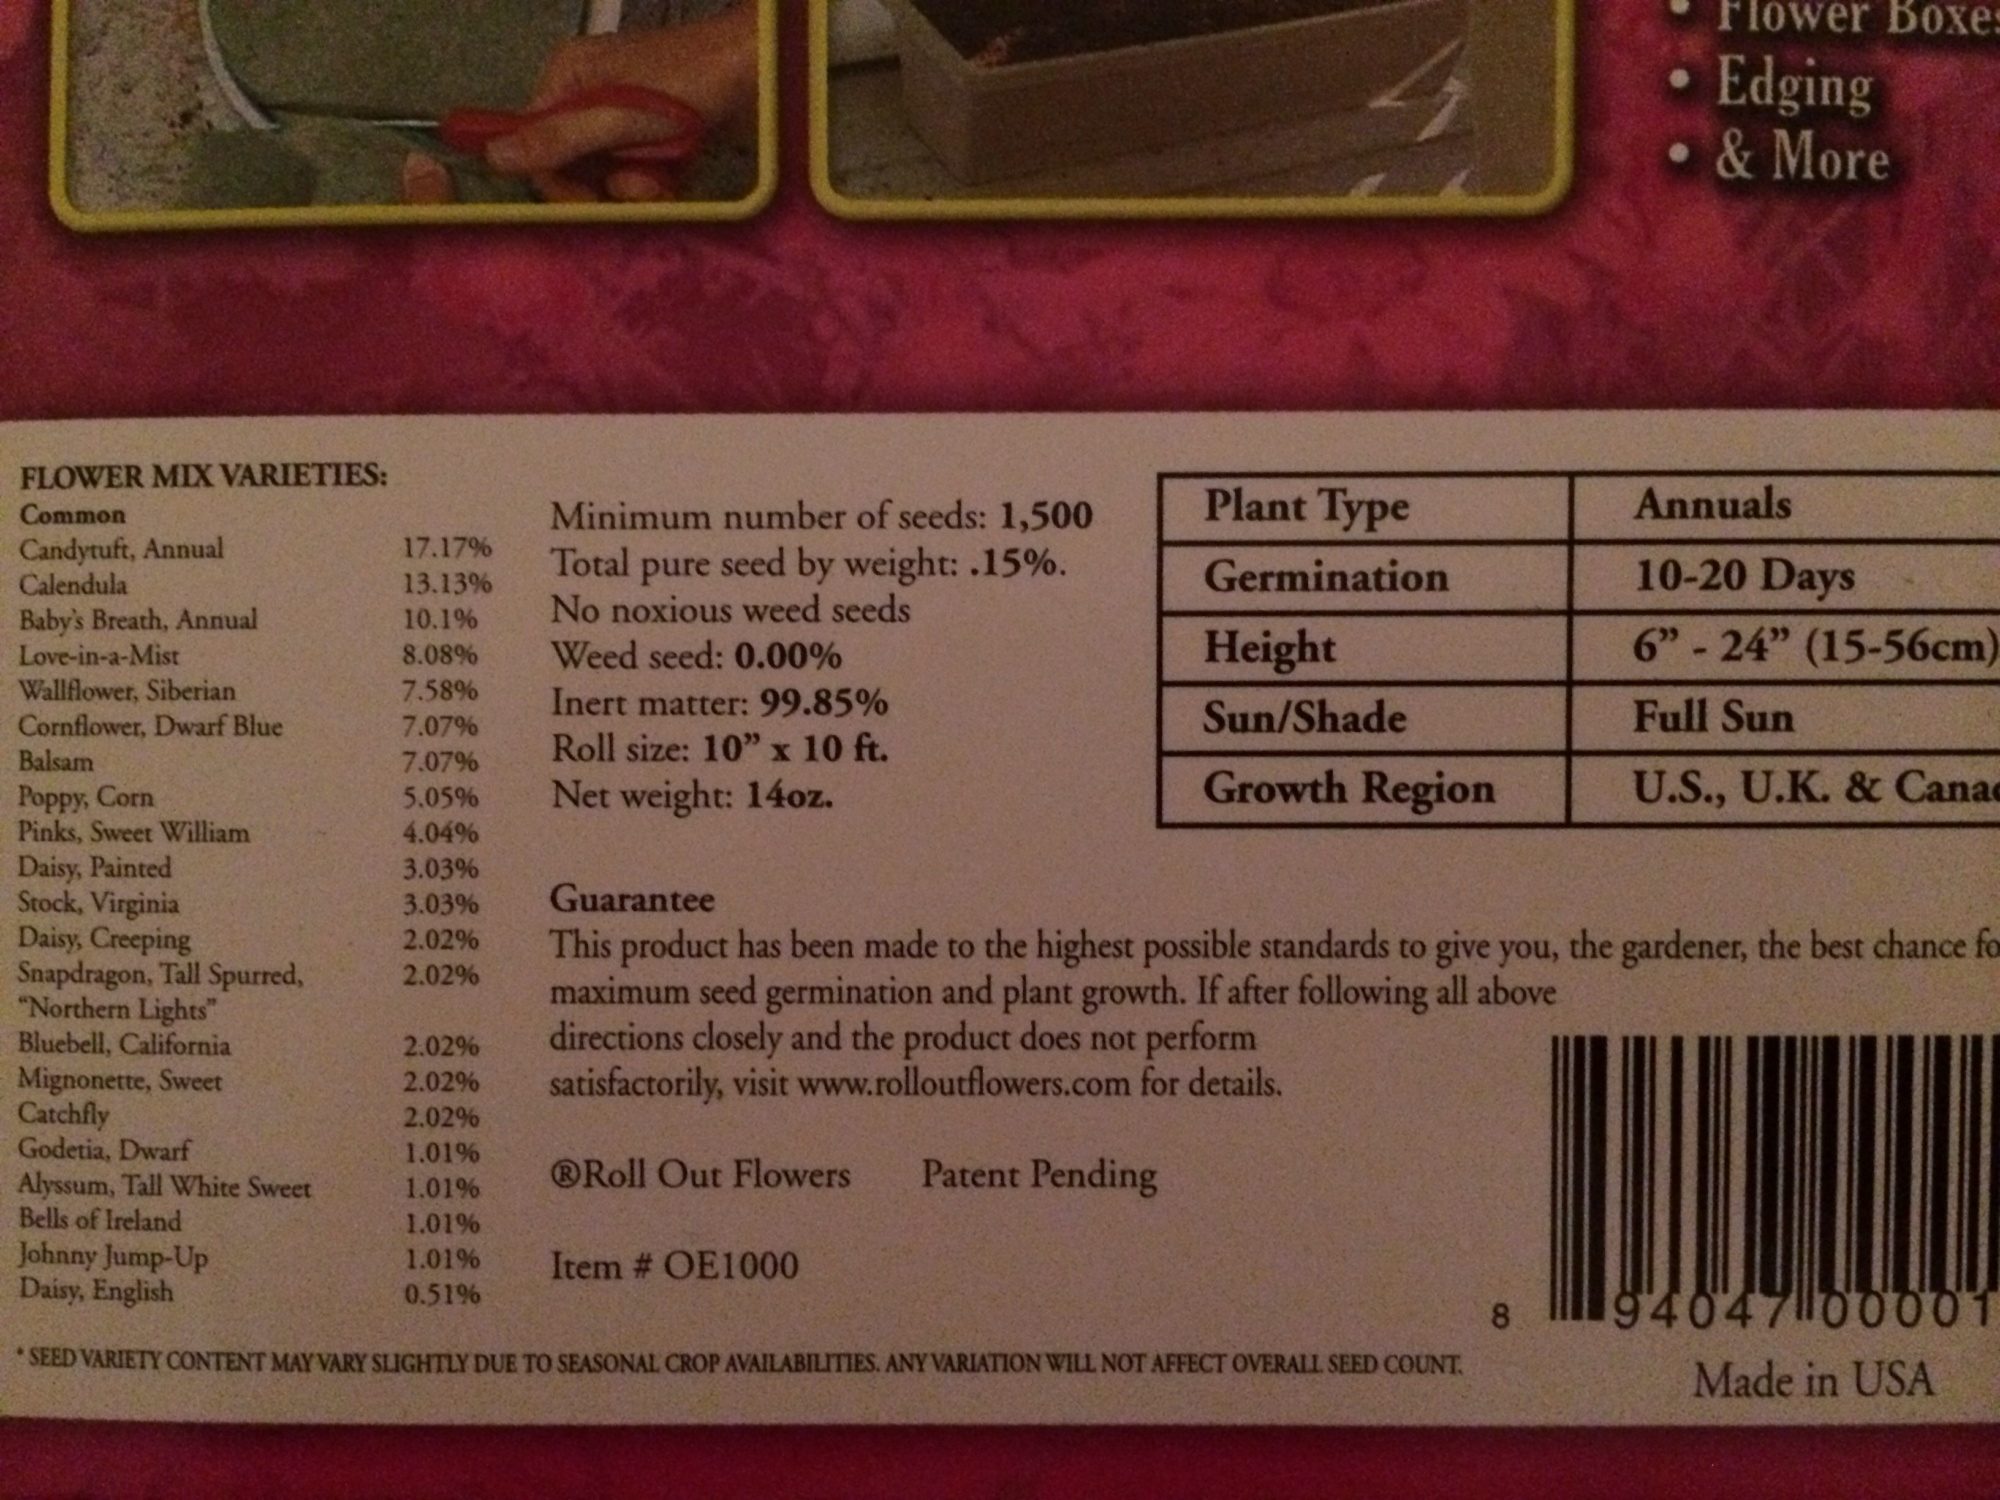 • Flower Boxes
• Edging
• & More
FLOWER MIX VARIETIES:
Common
Candytuft, Annual 17.17%
Calendula 13.13%
Baby's Breath, Annual 10.1%
Love-in-a-Mist 8.08%
Wallflower, Siberian 7.58%
Cornflower, Dwarf Blue 7.07%
Balsam 7.07%
Poppy, Corn 5.05%
Pinks, Sweet William 4.04%
Daisy, Painted 3.03%
Stock, Virginia 3.03%
Daisy, Creeping 2.02%
Snapdragon, Tall Spurred, 2.02%
"Northern Lights"
Bluebell, California 2.02%
Mignonette, Sweet 2.02%
Catchfly 2.02%
Godetia, Dwarf 1.01%
Alyssum, Tall White Sweet 1.01%
Bells of Ireland 1.01%
Johnny Jump-Up 1.01%
Daisy, English 0.51%
Minimum number of seeds: 1,500
Total pure seed by weight: .15%.
No noxious weed seeds
Weed seed: 0.00%
Inert matter: 99.85%
Roll size: 10" x 10 ft.
Net weight: 14oz.
Plant Type Annuals
Germination 10-20 Days
Height 6" - 24" (15-56cm)
Sun/Shade Full Sun
Growth Region U.S., U.K. & Canad
Guarantee
This product has been made to the highest possible standards to give you, the gardener, the best chance fo
maximum seed germination and plant growth. If after following all above
directions closely and the product does not perform
satisfactorily, visit www.rolloutflowers.com for details.
®Roll Out Flowers Patent Pending
Item # OE1000
8 94047 00001
Made in USA
* SEED VARIETY CONTENT MAY VARY SLIGHTLY DUE TO SEASONAL CROP AVAILABILITIES. ANY VARIATION WILL NOT AFFECT OVERALL SEED COUNT.